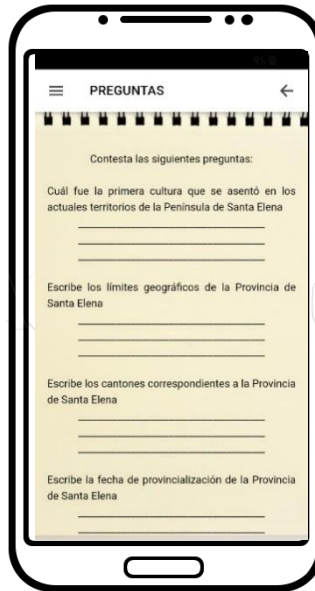 PREGUNTAS
Contesta las siguientes preguntas:
Cuál fue la primera cultura que se asentó en los
actuales territorios de la Península de Santa Elena
Escribe los límites geográficos de la Provincia de
Santa Elena
Escribe los cantones correspondientes a la Provincia
de Santa Elena
Escribe la fecha de provincialización de la Provincia
de Santa Elena